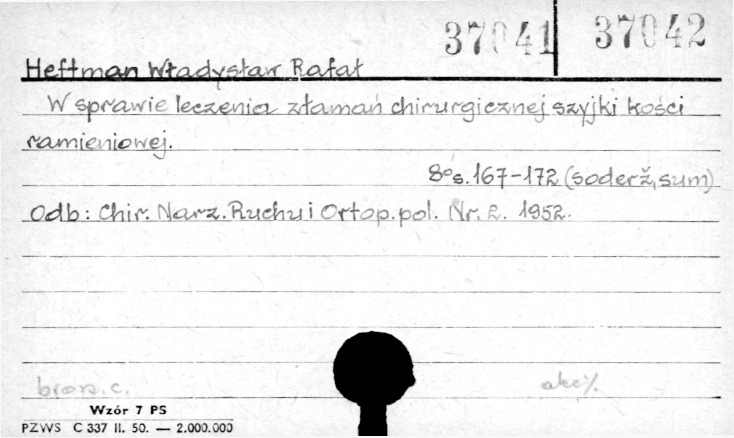 37041 37042
Heftman Władysław Rafał
W sprawie leczenia złamań chirurgicznej szyjki kości
ramieniowej.
8° s. 167-172 (soderž, sum)
Odb: Chir. Narz. Ruchu i Ortop. pol. Nr. 2. 1952.
Wzór 7 PS
PZWS C 337 II. 50. — 2.000.000